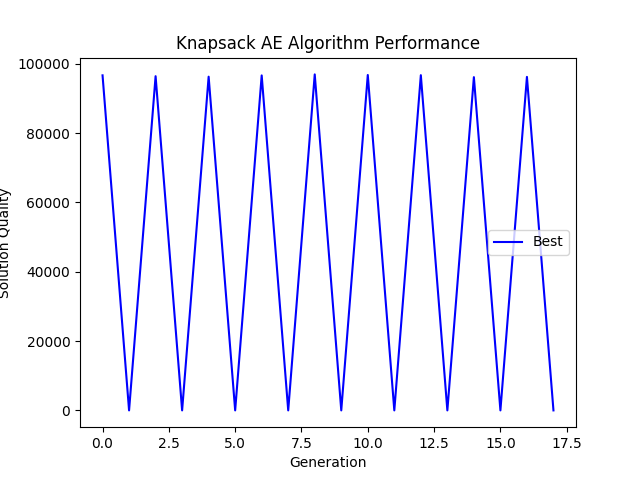 Knapsack AE Algorithm Performance
100000
80000
60000
40000
20000
0
Solution Quality
Best
0.0 2.5 5.0 7.5 10.0 12.5 15.0 17.5
Generation